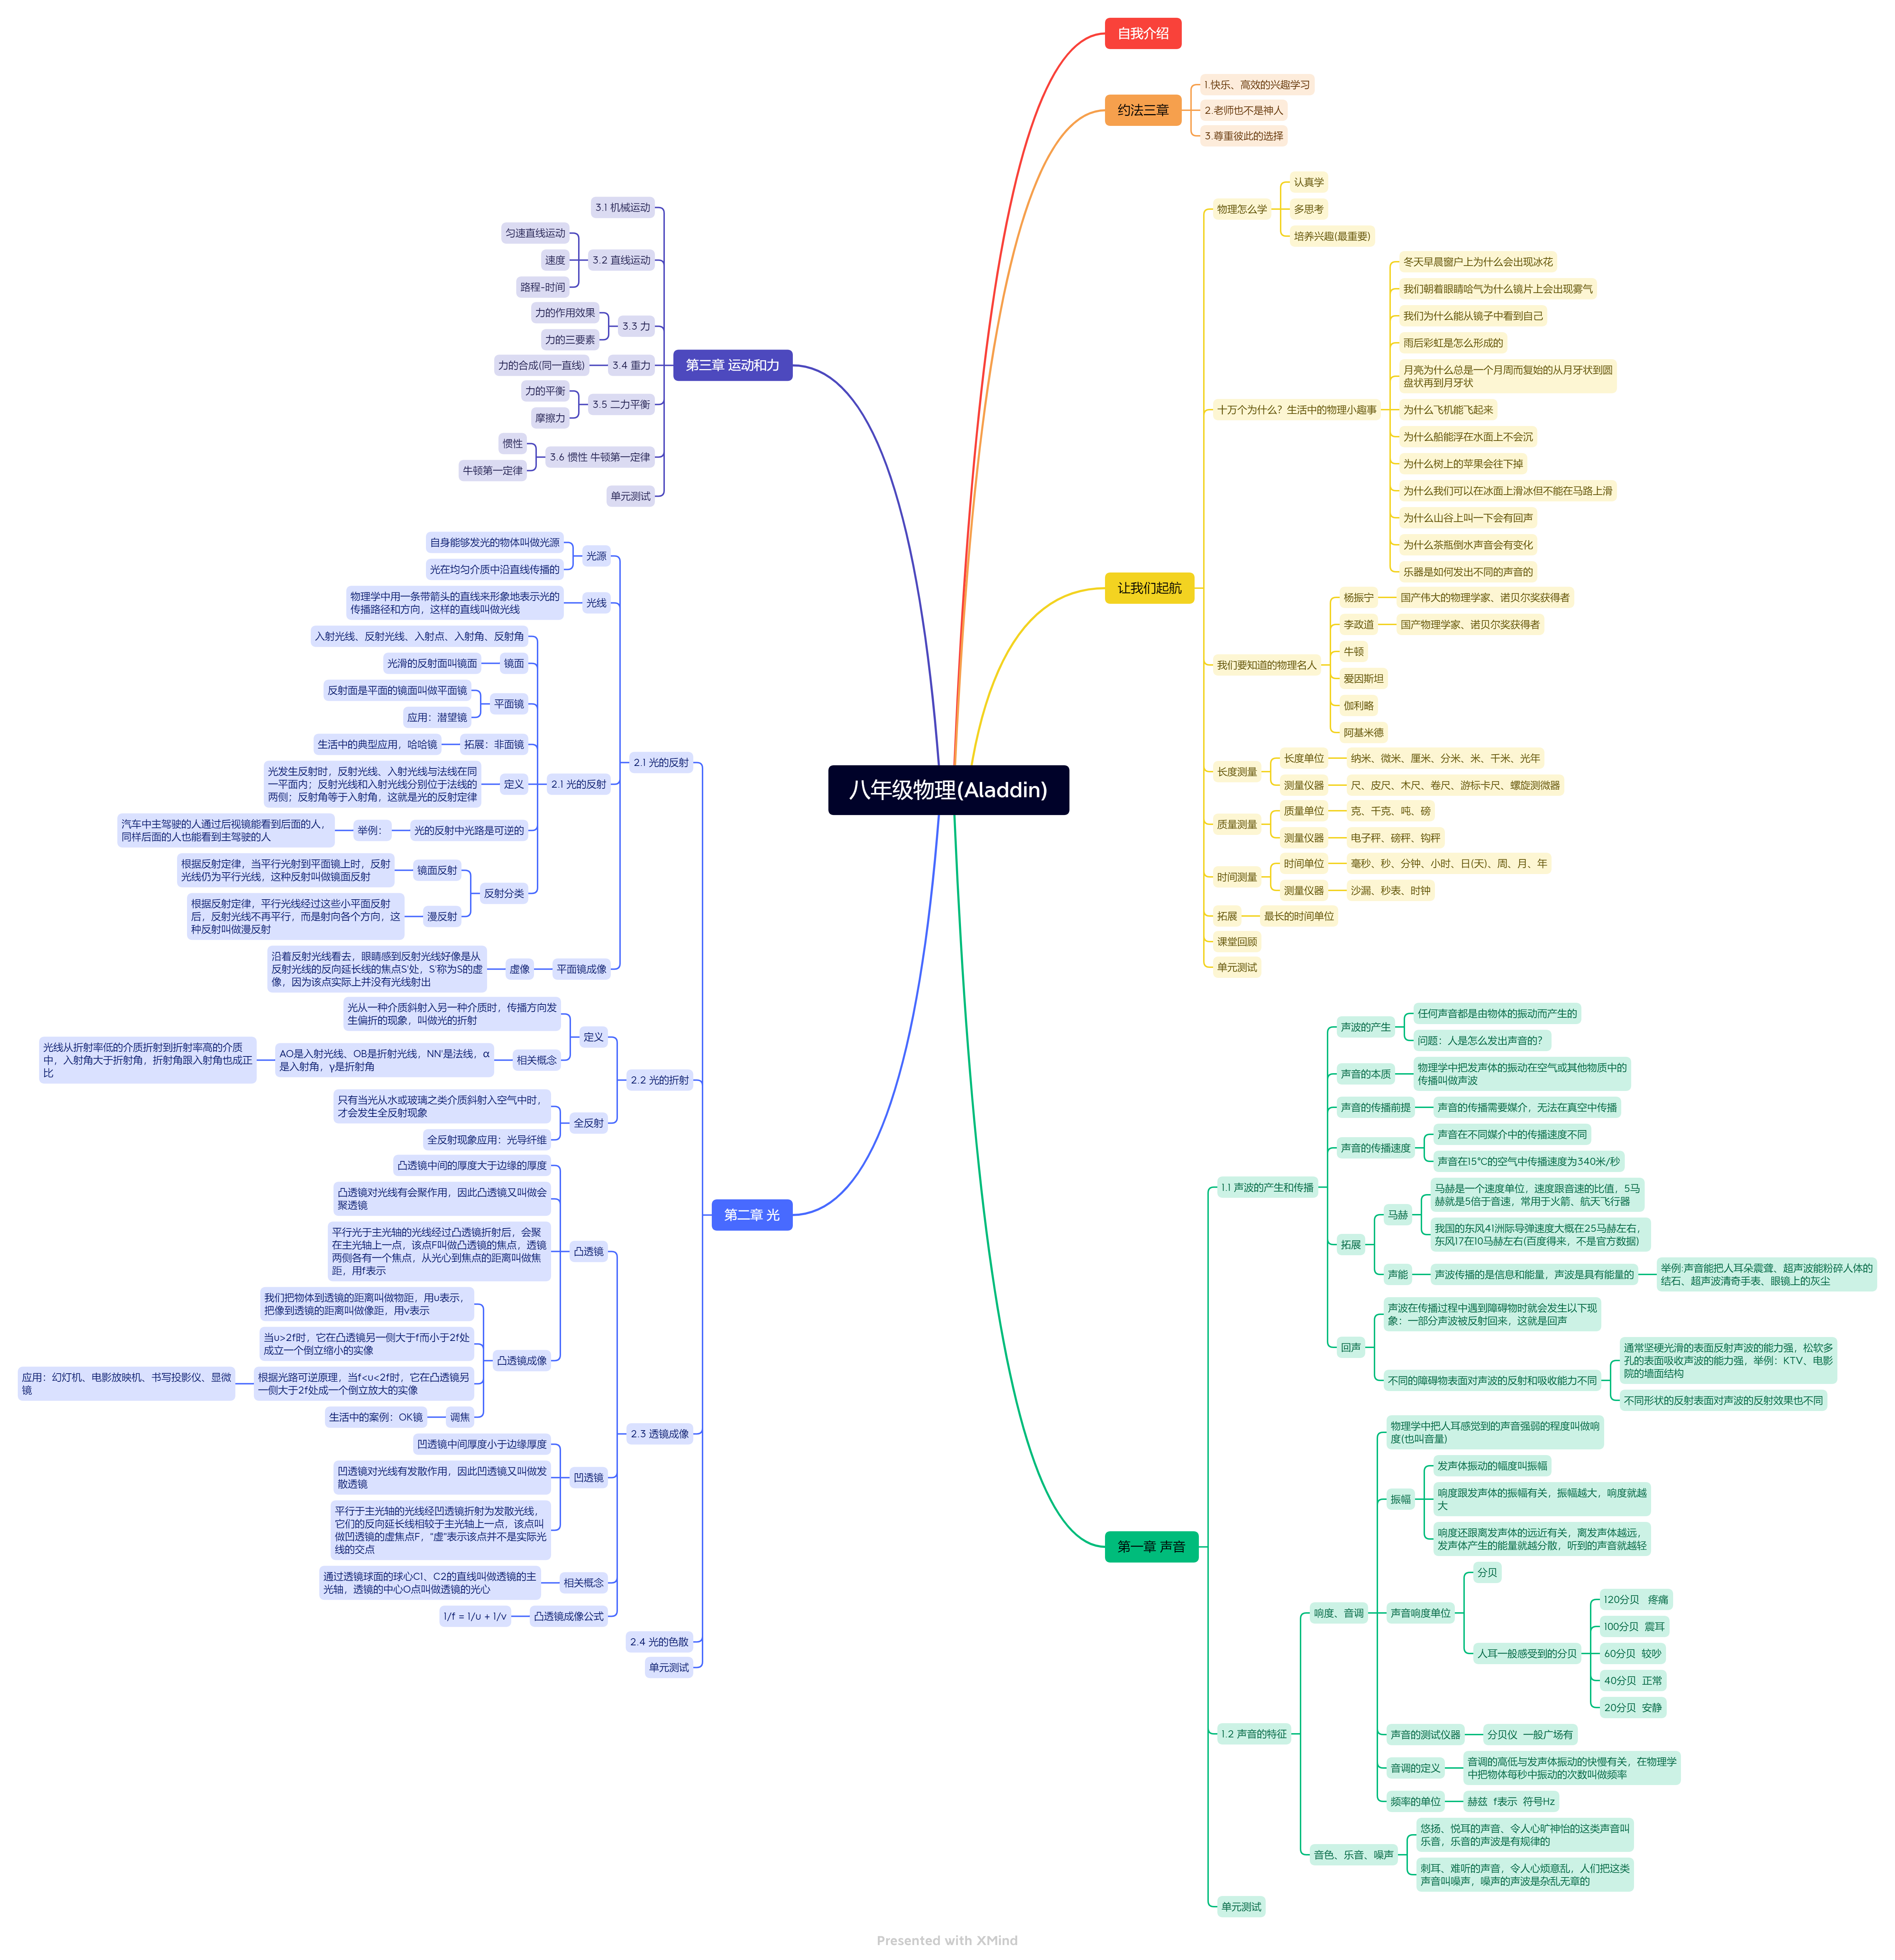 八年级物理(Aladdin)
自我介绍
约法三章
1.快乐、高效的兴趣学习
2.老师也不是神人
3.尊重彼此的选择
让我们起航
物理怎么学
认真学
多思考
培养兴趣(最重要)
十万个为什么?生活中的物理小趣事
冬天早晨窗户上为什么会出现冰花
我们朝着眼睛哈气为什么镜片上会出现雾气
我们为什么能从镜子中看到自己
雨后彩虹是怎么形成的
月亮为什么总是一个月周而复始的从月牙状到圆
盘状再到月牙状
为什么飞机能飞起来
为什么船能浮在水面上不会沉
为什么树上的苹果会往下掉
为什么我们可以在冰面上滑冰但不能在马路上滑
为什么山谷上叫一下会有回声
为什么茶瓶倒水声音会有变化
乐器是如何发出不同的声音的
我们要知道的物理名人
杨振宁
国产伟大的物理学家、诺贝尔奖获得者
李政道
国产物理学家、诺贝尔奖获得者
牛顿
爱因斯坦
伽利略
阿基米德
长度测量
长度单位
纳米、微米、厘米、分米、米、千米、光年
测量仪器
尺、皮尺、木尺、卷尺、游标卡尺、螺旋测微器
质量测量
质量单位
克、千克、吨、磅
测量仪器
电子秤、磅秤、钩秤
时间测量
时间单位
毫秒、秒、分钟、小时、日(天)、周、月、年
测量仪器
沙漏、秒表、时钟
拓展
最长的时间单位
课堂回顾
单元测试
第一章 声音
1.1 声波的产生和传播
声波的产生
任何声音都是由物体的振动而产生的
问题:人是怎么发出声音的?
声音的本质
物理学中把发声体的振动在空气或其他物质中的
传播叫做声波
声音的传播前提
声音的传播需要媒介,无法在真空中传播
声音的传播速度
声音在不同媒介中的传播速度不同
声音在15°C的空气中传播速度为340米/秒
拓展
马赫
马赫是一个速度单位,速度跟音速的比值,5马
赫就是5倍于音速,常用于火箭、航天飞行器
我国的东风41洲际导弹速度大概在25马赫左右,
东风17在10马赫左右(百度得来,不是官方数据)
声能
声波传播的是信息和能量,声波是具有能量的
举例:声音能把人耳朵震聋、超声波能粉碎人体的
结石、超声波清奇手表、眼镜上的灰尘
回声
声波在传播过程中遇到障碍物时就会发生以下现
象:一部分声波被反射回来,这就是回声
不同的障碍物表面对声波的反射和吸收能力不同
通常坚硬光滑的表面反射声波的能力强,松软多
孔的表面吸收声波的能力强,举例:KTV、电影
院的墙面结构
不同形状的反射表面对声波的反射效果也不同
1.2 声音的特征
响度、音调
物理学中把人耳感觉到的声音强弱的程度叫做响
度(也叫音量)
振幅
发声体振动的幅度叫振幅
响度跟发声体的振幅有关,振幅越大,响度就越
大
响度还跟离发声体的远近有关,离发声体越远,
发声体产生的能量就越分散,听到的声音就越轻
声音响度单位
分贝
人耳一般感受到的分贝
120分贝 疼痛
100分贝 震耳
60分贝 较吵
40分贝 正常
20分贝 安静
声音的测试仪器
分贝仪 一般广场有
音调的定义
音调的高低与发声体振动的快慢有关,在物理学
中把物体每秒中振动的次数叫做频率
频率的单位
赫兹 f表示 符号Hz
音色、乐音、噪声
悠扬、悦耳的声音、令人心旷神怡的这类声音叫
乐音,乐音的声波是有规律的
刺耳、难听的声音,令人心烦意乱,人们把这类
声音叫噪声,噪声的声波是杂乱无章的
单元测试
第二章 光
2.1 光的反射
光源
自身能够发光的物体叫做光源
光在均匀介质中沿直线传播的
光线
物理学中用一条带箭头的直线来形象地表示光的
传播路径和方向,这样的直线叫做光线
2.1 光的反射
入射光线、反射光线、入射点、入射角、反射角
镜面
光滑的反射面叫镜面
平面镜
反射面是平面的镜面叫做平面镜
应用:潜望镜
拓展:非面镜
生活中的典型应用,哈哈镜
定义
光发生反射时,反射光线、入射光线与法线在同
一平面内;反射光线和入射光线分别位于法线的
两侧;反射角等于入射角,这就是光的反射定律
光的反射中光路是可逆的
举例:
汽车中主驾驶的人通过后视镜能看到后面的人,
同样后面的人也能看到主驾驶的人
反射分类
镜面反射
根据反射定律,当平行光射到平面镜上时,反射
光线仍为平行光线,这种反射叫做镜面反射
漫反射
根据反射定律,平行光线经过这些小平面反射
后,反射光线不再平行,而是射向各个方向,这
种反射叫做漫反射
平面镜成像
虚像
沿着反射光线看去,眼睛感到反射光线好像是从
反射光线的反向延长线的焦点S'处,S'称为S的虚
像,因为该点实际上并没有光线射出
2.2 光的折射
定义
光从一种介质斜射入另一种介质时,传播方向发
生偏折的现象,叫做光的折射
相关概念
AO是入射光线、OB是折射光线,NN'是法线,α
是入射角,γ是折射角
光线从折射率低的介质折射到折射率高的介质
中,入射角大于折射角,折射角跟入射角也成正
比
全反射
只有当光从水或玻璃之类介质斜射入空气中时,
才会发生全反射现象
全反射现象应用:光导纤维
2.3 透镜成像
凸透镜
凸透镜中间的厚度大于边缘的厚度
凸透镜对光线有会聚作用,因此凸透镜又叫做会
聚透镜
平行光于主光轴的光线经过凸透镜折射后,会聚
在主光轴上一点,该点F叫做凸透镜的焦点,透镜
两侧各有一个焦点,从光心到焦点的距离叫做焦
距,用f表示
凸透镜成像
我们把物体到透镜的距离叫做物距,用u表示,
把像到透镜的距离叫做像距,用v表示
当u>2f时,它在凸透镜另一侧大于f而小于2f处
成立一个倒立缩小的实像
根据光路可逆原理,当f<u<2f时,它在凸透镜另
一侧大于2f处成一个倒立放大的实像
应用:幻灯机、电影放映机、书写投影仪、显微
镜
调焦
生活中的案例:OK镜
凹透镜
凹透镜中间厚度小于边缘厚度
凹透镜对光线有发散作用,因此凹透镜又叫做发
散透镜
平行于主光轴的光线经凹透镜折射为发散光线,
它们的反向延长线相较于主光轴上一点,该点叫
做凹透镜的虚焦点F,"虚"表示该点并不是实际光
线的交点
相关概念
通过透镜球面的球心C1、C2的直线叫做透镜的主
光轴,透镜的中心O点叫做透镜的光心
凸透镜成像公式
1/f = 1/u + 1/v
2.4 光的色散
单元测试
第三章 运动和力
3.1 机械运动
3.2 直线运动
匀速直线运动
速度
路程-时间
3.3 力
力的作用效果
力的三要素
3.4 重力
力的合成(同一直线)
3.5 二力平衡
力的平衡
摩擦力
3.6 惯性 牛顿第一定律
惯性
牛顿第一定律
单元测试
Presented with XMind